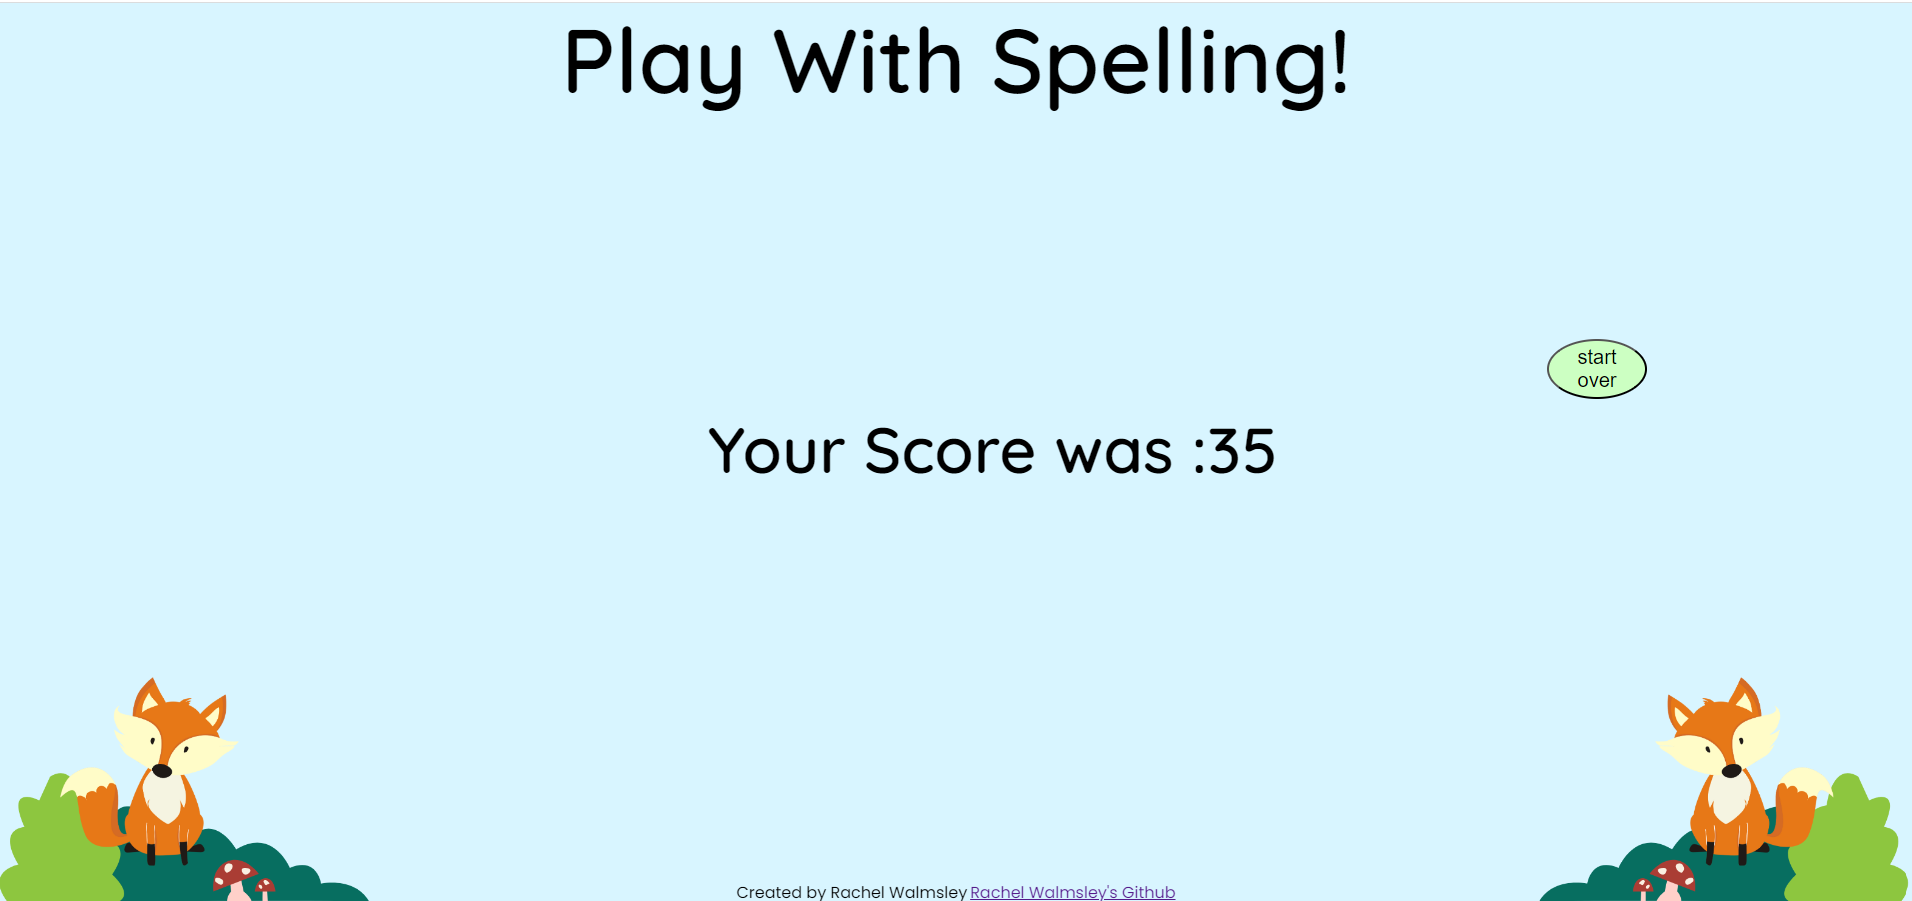 Play With Spelling!
start
over
Your Score was :35
Created by Rachel Walmsley Rachel Walmsley's Github